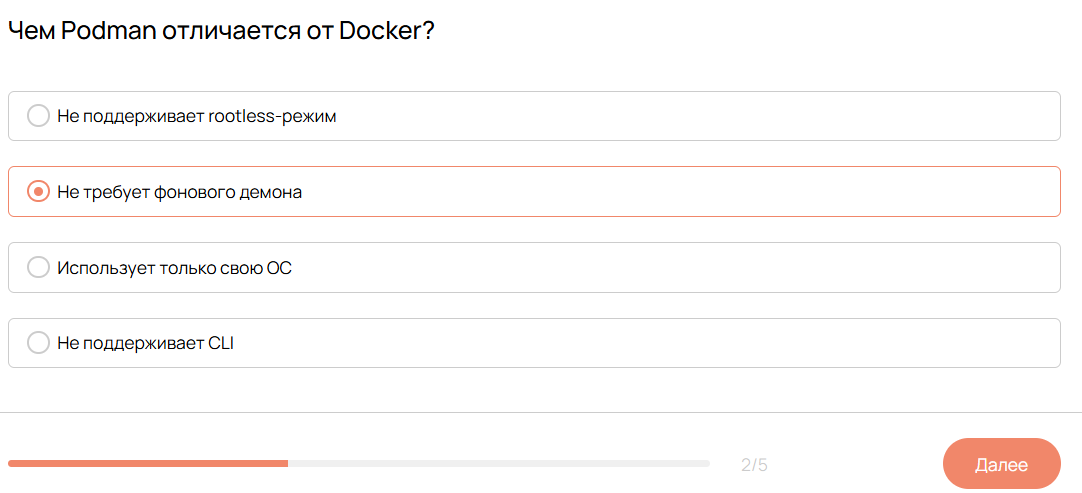 Чем Podman отличается от Docker?
Не поддерживает rootless-режим
Не требует фонового демона
Использует только свою ОС
Не поддерживает CLI
2/5
Далее